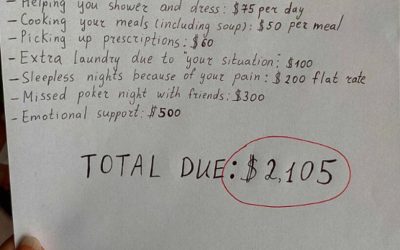 - Helping you shower and dress: $75 per day
- Cooking your meals (including soup): $50 per meal
- Picking up prescriptions: $60
- Extra laundry due to "your situation: $100
- Sleepless nights because of your pain: $200 flat rate
- Missed poker night with friends: $300
- Emotional support: $500
TOTAL DUE: $2,105